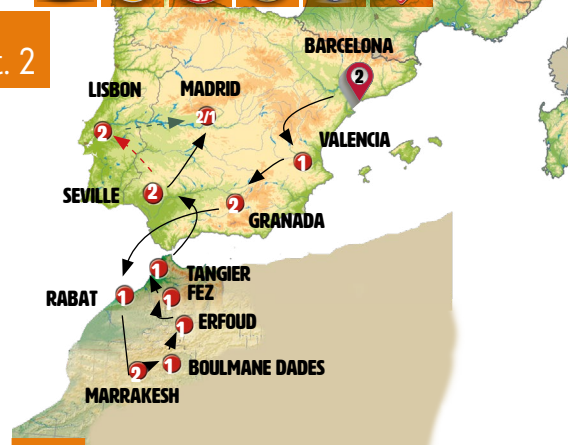 t. 2
BARCELONA
2
LISBON
MADRID
2
2/1
VALENCIA
1
SEVILLE
2
2
GRANADA
1
TANGIER
RABAT
1
1
FEZ
1
ERFOUD
2
1
BOULMANE DADES
MARRAKESH